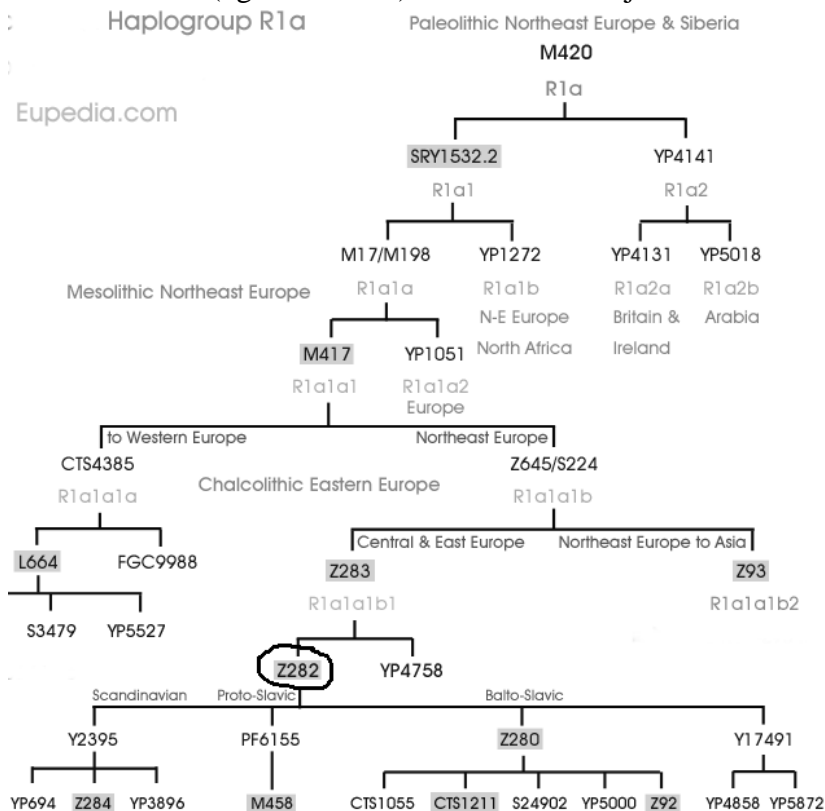 Haplogroup R1a
Paleolithic Northeast Europe & Siberia
M420
R1a
Eupedia.com
SRY1532.2 YP4141
R1a1 R1a2
M17/M198 YP1272 YP4131 YP5018
Mesolithic Northeast Europe R1a1a R1a1b R1a2a R1a2b
N-E Europe Britain & Arabia
M417 YP1051 North Africa Ireland
R1a1a1 R1a1a2
Europe
to Western Europe Northeast Europe
CTS4385 Z645/S224
R1a1a1a Chalcolithic Eastern Europe R1a1a1b
Central & East Europe Northeast Europe to Asia
L664 FGC9988 Z283 Z93
R1a1a1b1 R1a1a1b2
S3479 YP5527
Z282 YP4758
Scandinavian Proto-Slavic Balto-Slavic
Y2395 PF6155 Z280 Y17491
YP694 Z284 YP3896 M458 CTS1055 CTS1211 S24902 YP5000 Z92 YP4858 YP5872